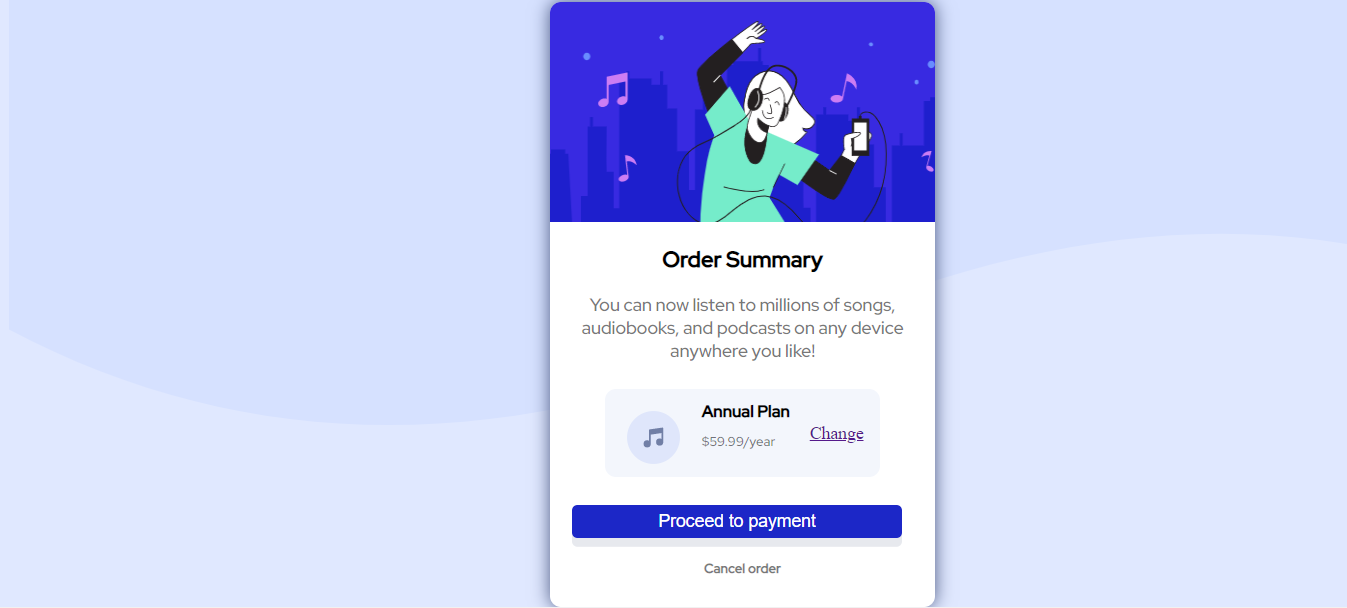 Order Summary
You can now listen to millions of songs,
audiobooks, and podcasts on any device
anywhere you like!
Annual Plan
$59.99/year
Change
Proceed to payment
Cancel order